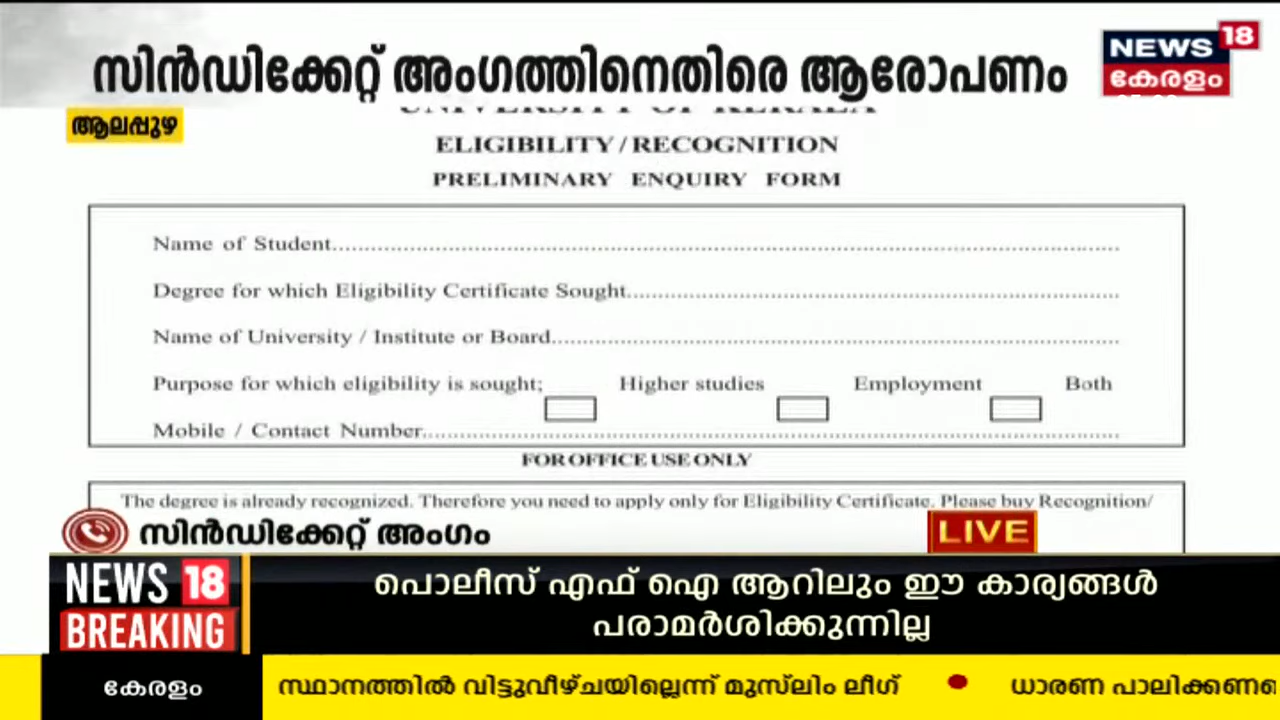 സിൻഡിക്കേറ്റ് അംഗത്തിനെതിരെ ആരോപണം
NEWS 18
കേരളം
ആലപ്പുഴ
UNIVERSITY OF KERALA
ELIGIBILITY / RECOGNITION
PRELIMINARY ENQUIRY FORM
Name of Student
Degree for which Eligibility Certificate Sought
Name of University / Institute or Board
Purpose for which eligibility is sought; Higher studies Employment Both
Mobile / Contact Number
FOR OFFICE USE ONLY
The degree is already recognized. Therefore you need to apply only for Eligibility Certificate. Please buy Recognition/
സിൻഡിക്കേറ്റ് അംഗം
LIVE
NEWS 18
BREAKING
പൊലീസ് എഫ് ഐ ആറിലും ഈ കാര്യങ്ങൾ
പരാമർശിക്കുന്നില്ല
കേരളം
സ്ഥാനത്തിൽ വിട്ടുവീഴ്ചയില്ലെന്ന് മുസ്‌ലിം ലീഗ് • ധാരണ